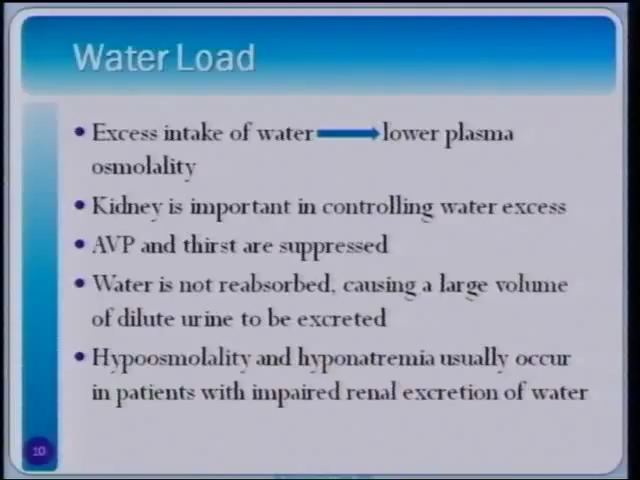 Water Load
• Excess intake of water → lower plasma
osmolality
• Kidney is important in controlling water excess
• AVP and thirst are suppressed
• Water is not reabsorbed, causing a large volume
of dilute urine to be excreted
• Hypoosmolality and hyponatremia usually occur
in patients with impaired renal excretion of water
10